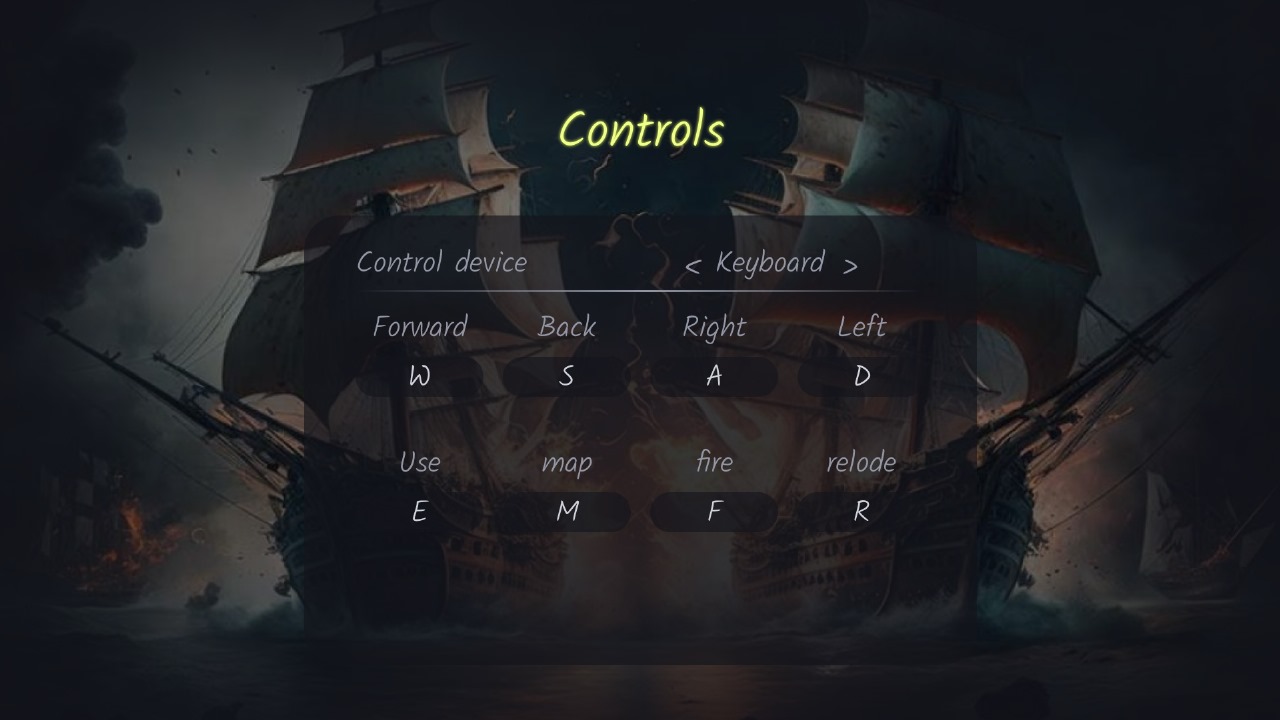 Controls
Control device < Keyboard >
Forward Back Right Left
W S A D
Use map fire relode
E M F R